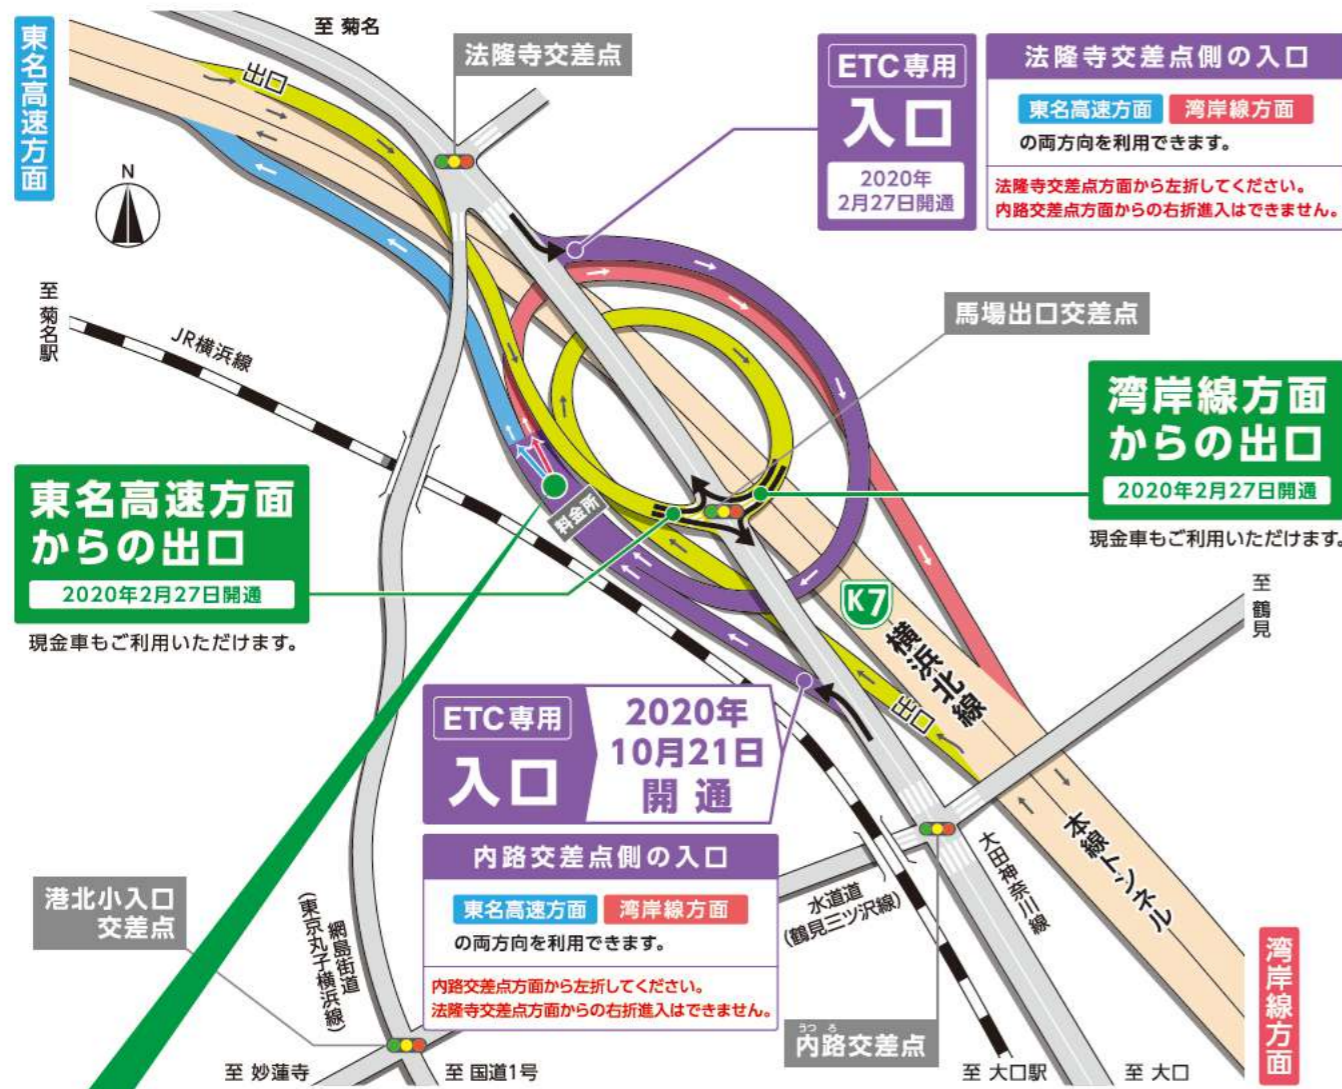 東名高速方面
至 菊名
法隆寺交差点
出口
N
ETC専用
入口
2020年
2月27日開通
法隆寺交差点側の入口
東名高速方面 湾岸線方面
の両方向を利用できます。
法隆寺交差点方面から左折してください。
内路交差点方面からの右折進入はできません。
至 菊名駅
JR横浜線
馬場出口交差点
湾岸線方面
からの出口
2020年2月27日開通
現金車もご利用いただけます。
東名高速方面
からの出口
2020年2月27日開通
現金車もご利用いただけます。
料金所
至 鶴見
K7
横浜北線
出口
ETC専用
入口
2020年
10月21日
開通
内路交差点側の入口
東名高速方面 湾岸線方面
の両方向を利用できます。
内路交差点方面から左折してください。
法隆寺交差点方面からの右折進入はできません。
本線トンネル
大田神奈川線
水道道
(鶴見三ツ沢線)
港北小入口
交差点
綱島街道
(東京丸子横浜線)
うつ ろ
内路交差点
湾岸線方面
至 妙蓮寺
至 国道1号
至 大口駅
至 大口